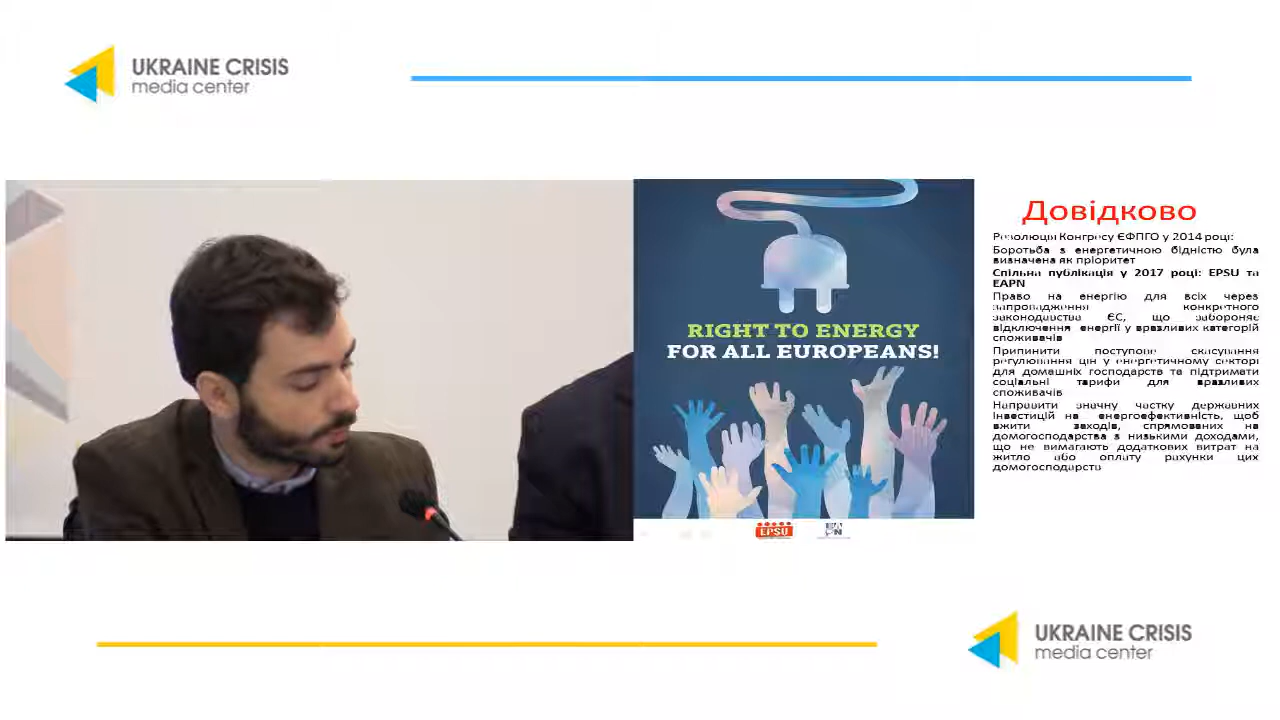 UKRAINE CRISIS
media center
RIGHT TO ENERGY
FOR ALL EUROPEANS!
EPSU
Довідково
Резолюція Конгресу ЄФПГО у 2014 році:
Боротьба з енергетичною бідністю була
визначена як пріоритет
Спільна публікація у 2017 році: EPSU та
EAPN
Право на енергію для всіх через
запровадження конкретного
законодавства ЄС, що забороняє
відключення енергії у вразливих категорій
споживачів
Припинити поступове скасування
регулювання цін у енергетичному секторі
для домашніх господарств та підтримати
соціальні тарифи для вразливих
споживачів
Направити значну частку державних
інвестицій на енергоефективність, щоб
вжити заходів, спрямованих на
домогосподарства з низькими доходами,
що не вимагають додаткових витрат на
житло або оплату рахунки цих
домогосподарств
UKRAINE CRISIS
media center